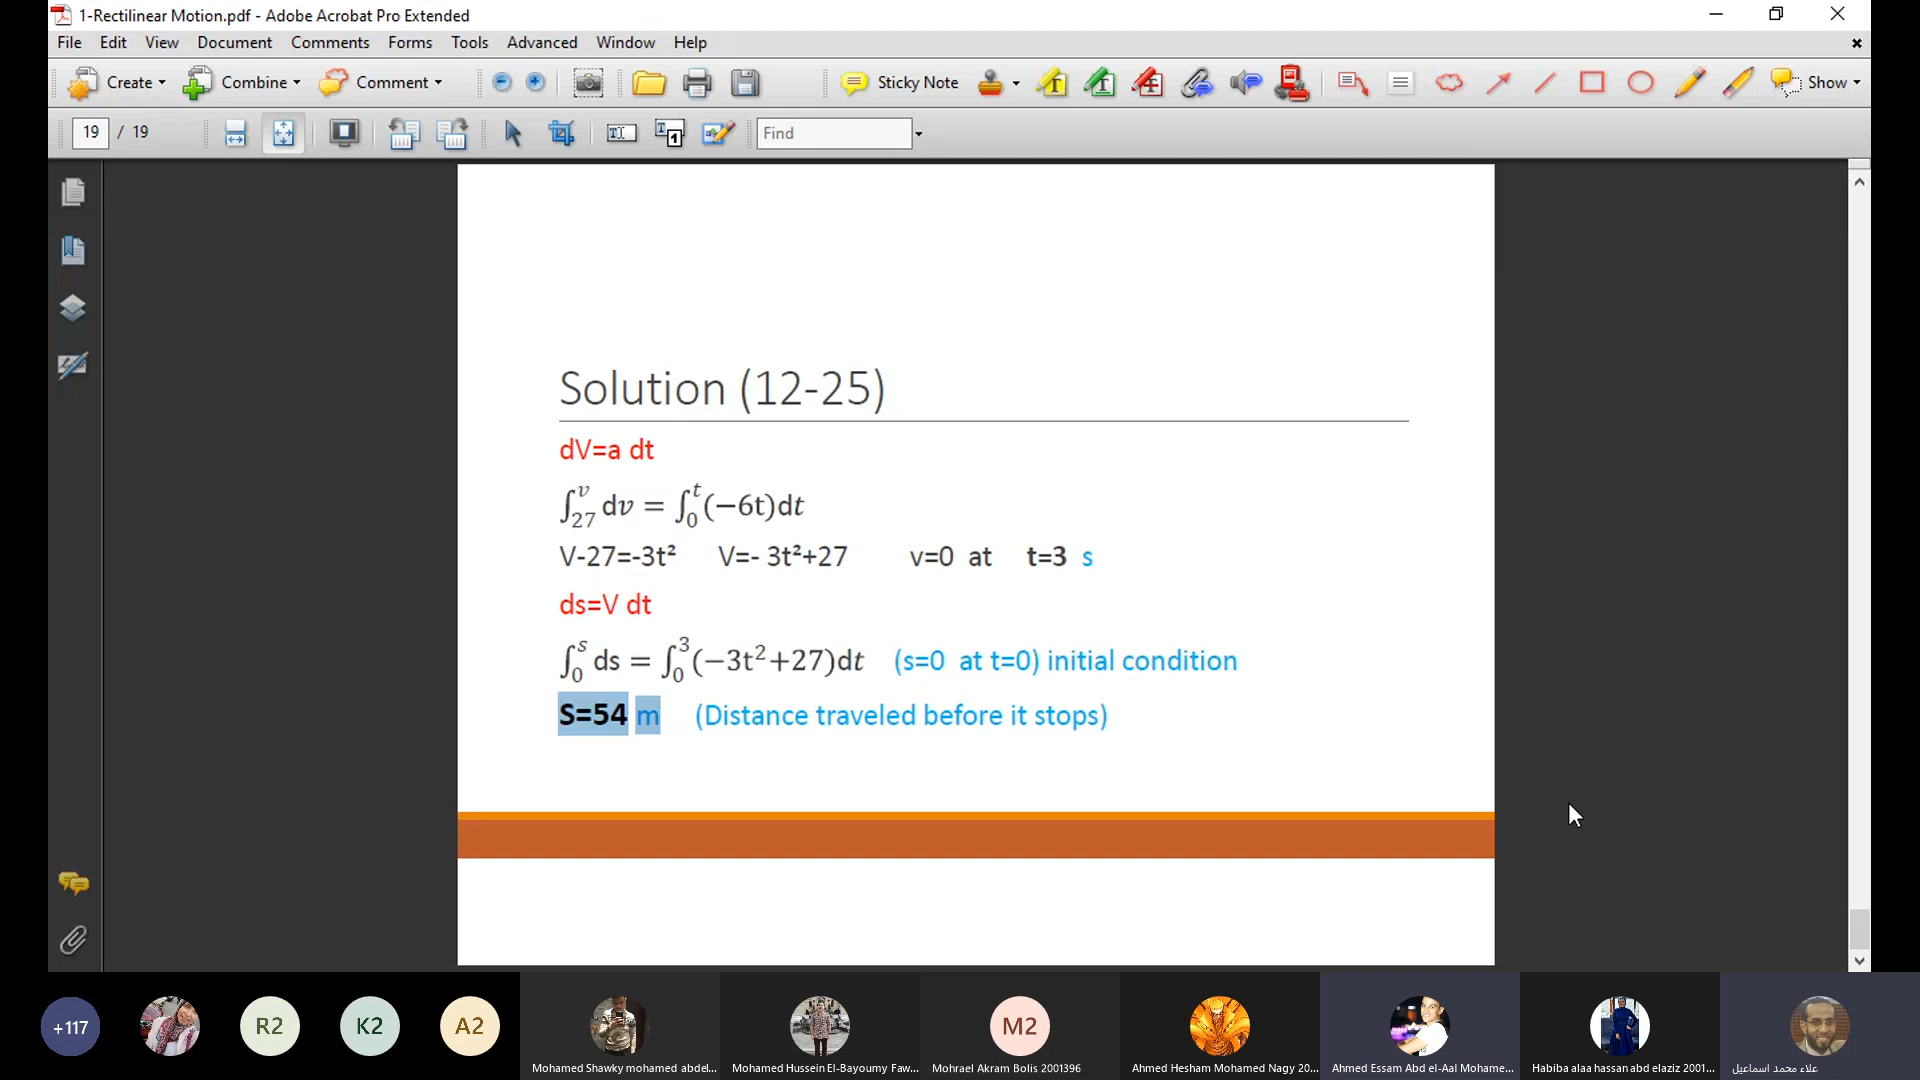 1-Rectilinear Motion.pdf - Adobe Acrobat Pro Extended
File Edit View Document Comments Forms Tools Advanced Window Help
Create Combine Comment Sticky Note Show
19 / 19 Find
Solution (12-25)
dV=a dt
∫₂₇ᵛ dv = ∫₀ᵗ(−6t)dt
V-27=-3t² V=- 3t²+27 v=0 at t=3 s
ds=V dt
∫₀ˢ ds = ∫₀³(−3t²+27)dt (s=0 at t=0) initial condition
S=54 m (Distance traveled before it stops)
+117 R2 K2 A2 M2
Mohamed Shawky mohamed abdel... Mohamed Hussein El-Bayoumy Faw... Mohrael Akram Bolis 2001396 Ahmed Hesham Mohamed Nagy 20... Ahmed Essam Abd el-Aal Mohame... Habiba alaa hassan abd elaziz 2001... علاء محمد اسماعيل